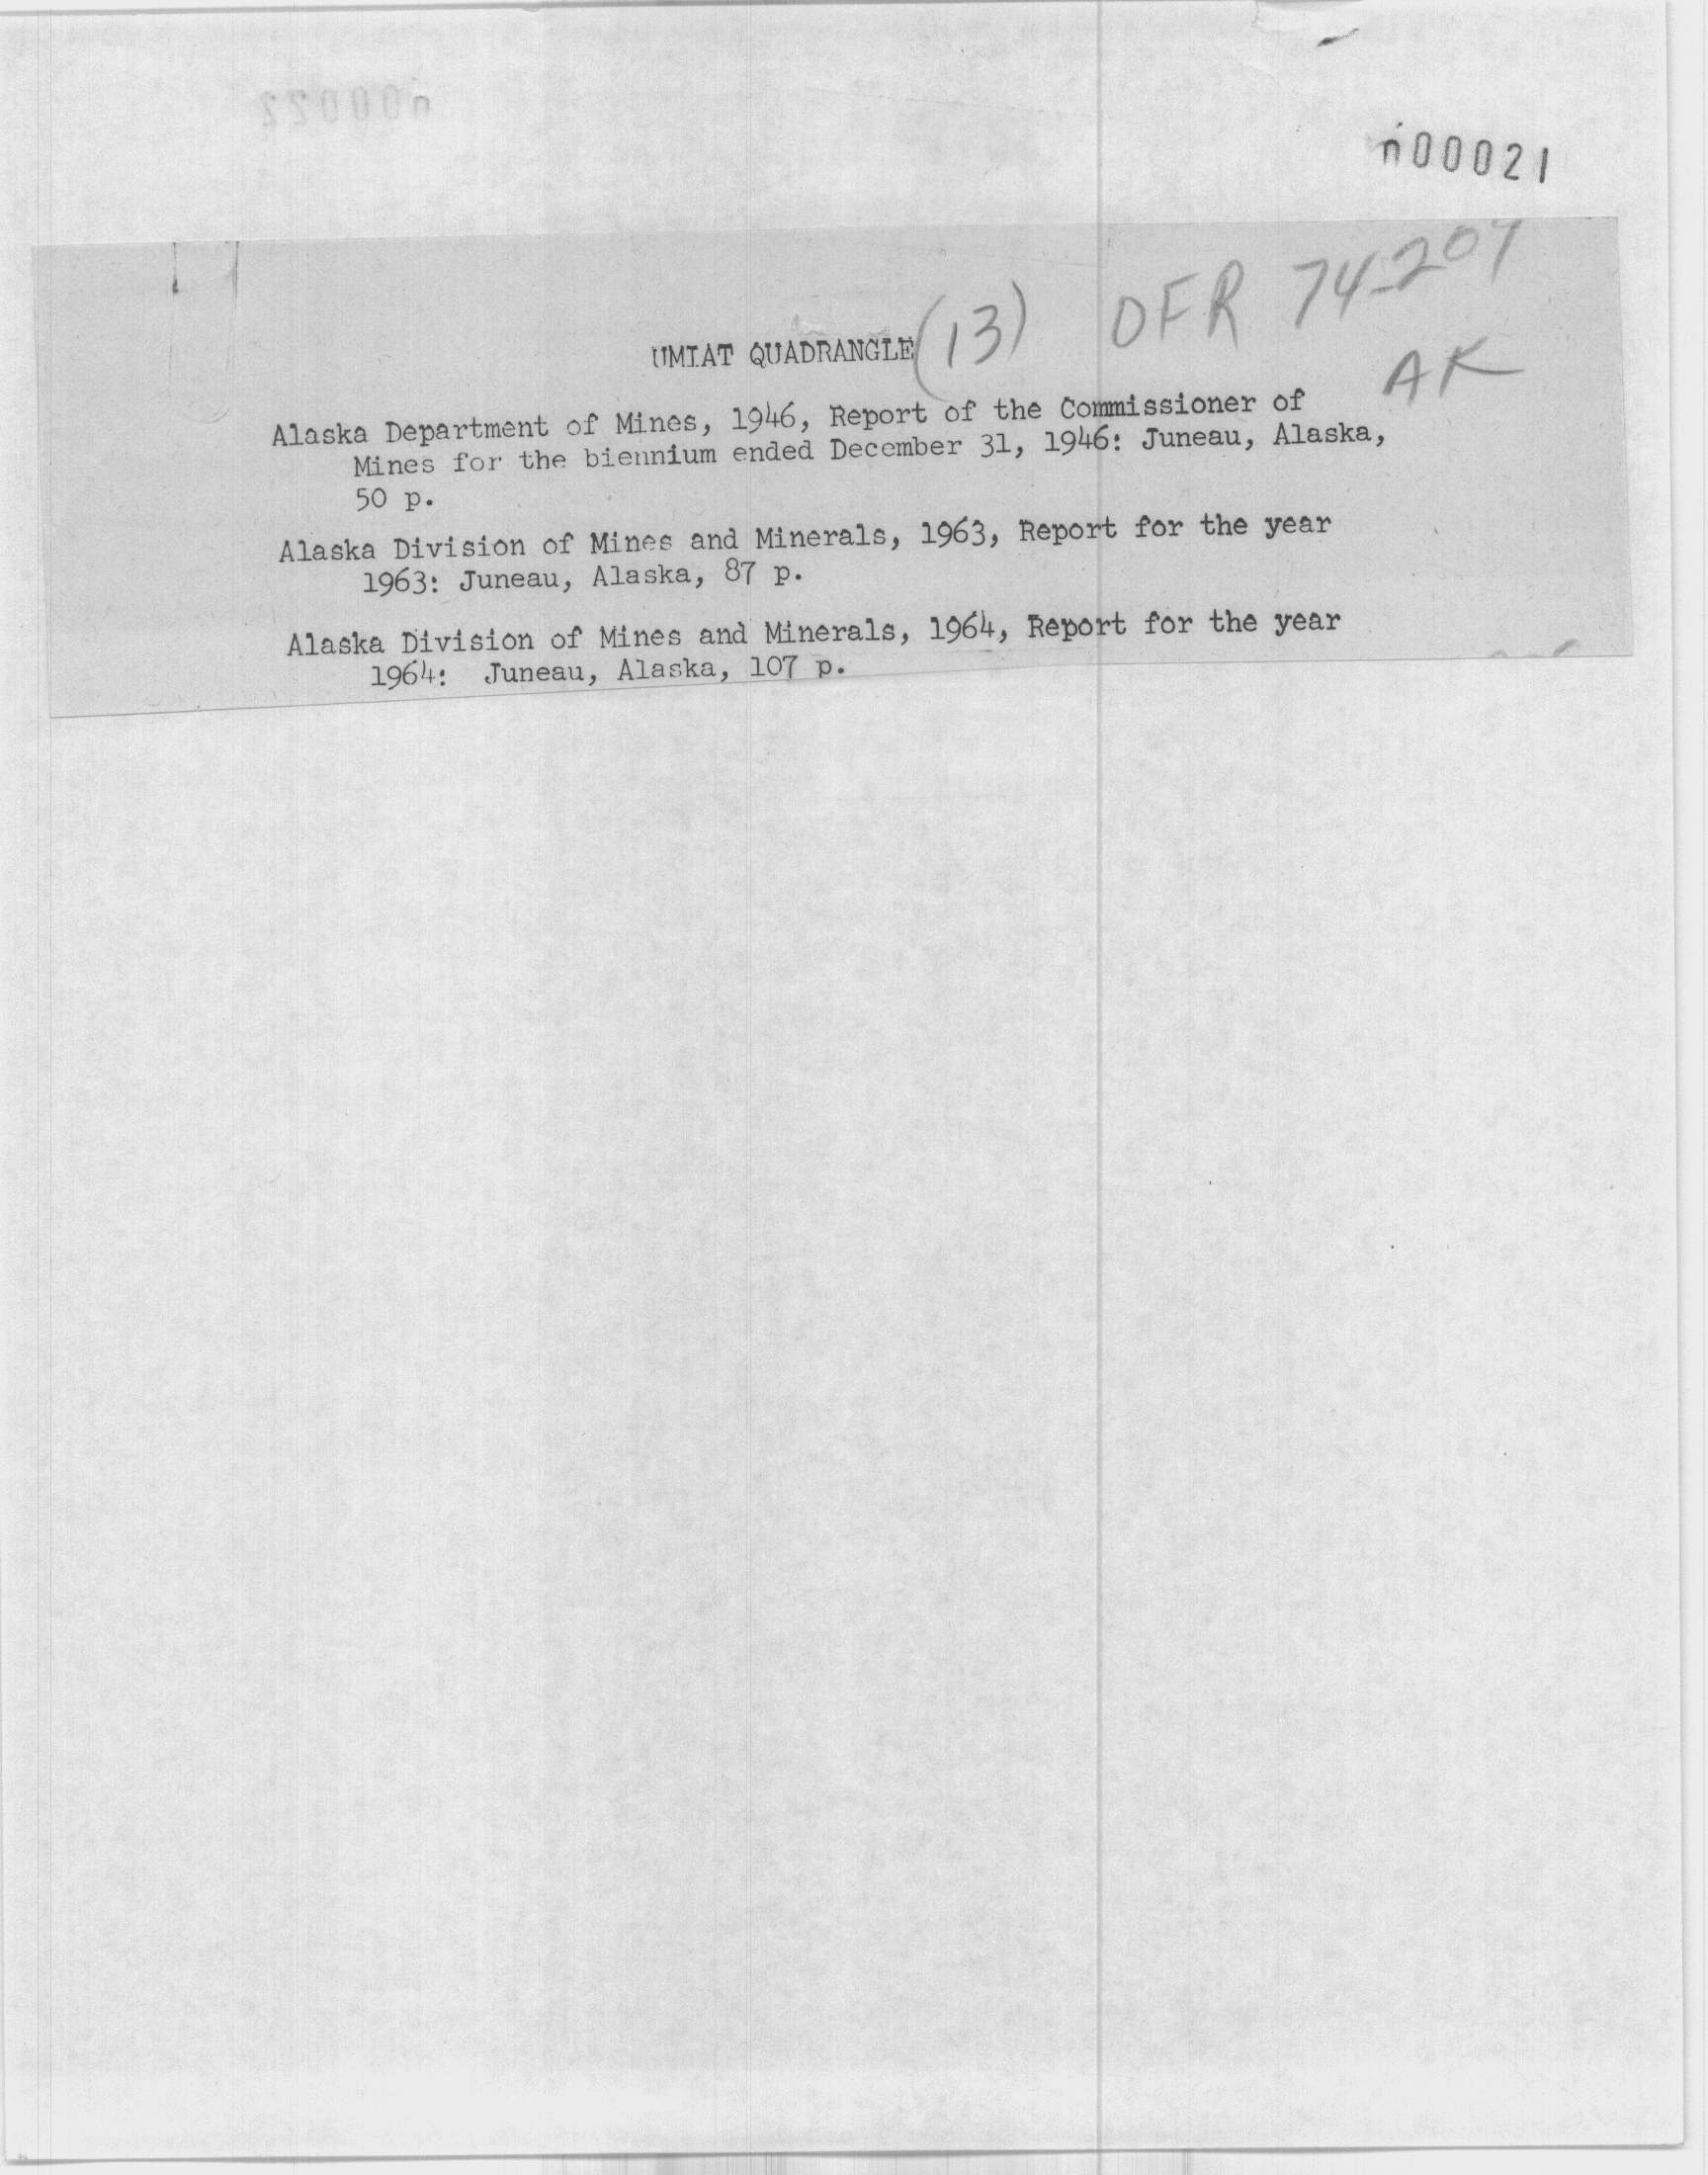 n00021
OFR 74-209
UMIAT QUADRANGLE (13)
AK
Alaska Department of Mines, 1946, Report of the Commissioner of
Mines for the biennium ended December 31, 1946: Juneau, Alaska,
50 p.
Alaska Division of Mines and Minerals, 1963, Report for the year
1963: Juneau, Alaska, 87 p.
Alaska Division of Mines and Minerals, 1964, Report for the year
1964: Juneau, Alaska, 107 p.